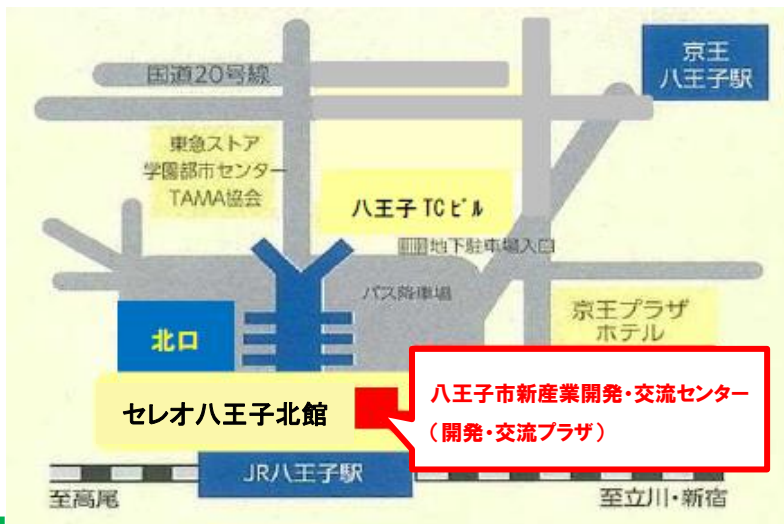 京王
八王子駅
国道20号線
東急ストア
学園都市センター
TAMA協会
八王子TCビル
地下駐車場入口
バス降車場
京王プラザ
ホテル
北口
八王子市新産業開発・交流センター
（開発・交流プラザ）
セレオ八王子北館
JR八王子駅
至高尾
至立川・新宿